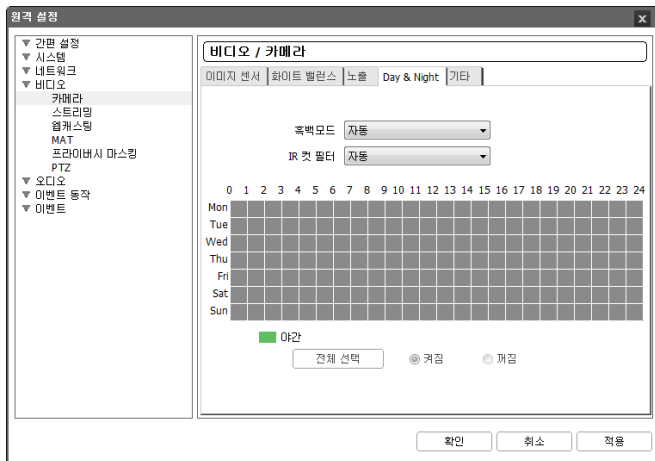 원격 설정
x
▼ 간편 설정
▼ 시스템
▼ 네트워크
▼ 비디오
카메라
스트리밍
웹캐스팅
MAT
프라이버시 마스킹
PTZ
▼ 오디오
▼ 이벤트 동작
▼ 이벤트
비디오 / 카메라
이미지 센서 화이트 밸런스 노출 Day & Night 기타
흑백모드 자동
IR 컷 필터 자동
0 1 2 3 4 5 6 7 8 9 10 11 12 13 14 15 16 17 18 19 20 21 22 23 24
Mon
Tue
Wed
Thu
Fri
Sat
Sun
야간
전체 선택 켜짐 꺼짐
확인 취소 적용